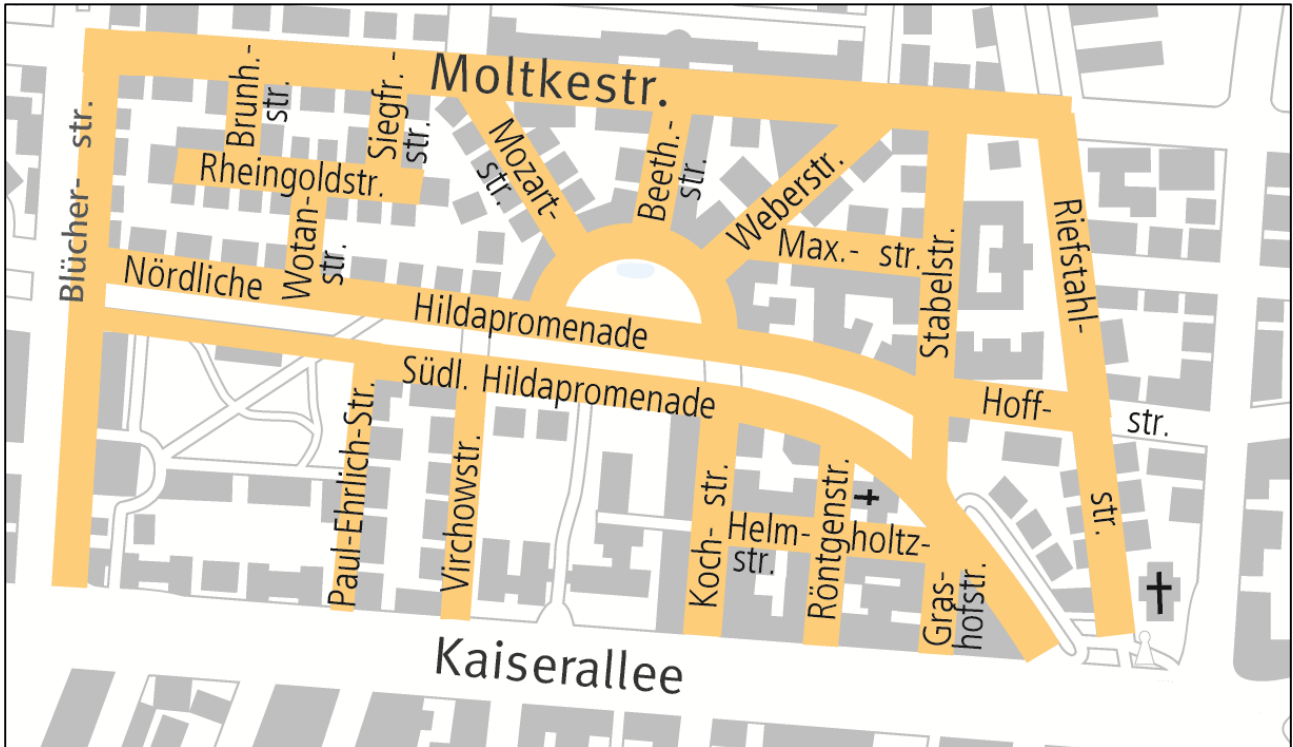 Moltkestr.
Blücher- str.
Brunh.-
str.
Siegfr. -
str.
Rheingoldstr.
Wotan-
str.
Mozart-
str.
Beeth.-
str.
Weberstr.
Max.- str.
Stabelstr.
Riefstahl-
str.
Nördliche Hildapromenade
Südl. Hildapromenade
Hoff- str.
Paul-Ehrlich-Str.
Virchowstr.
Koch- str.
Helm- holtz-
str.
Röntgenstr.
Gras-
hofstr.
Kaiserallee